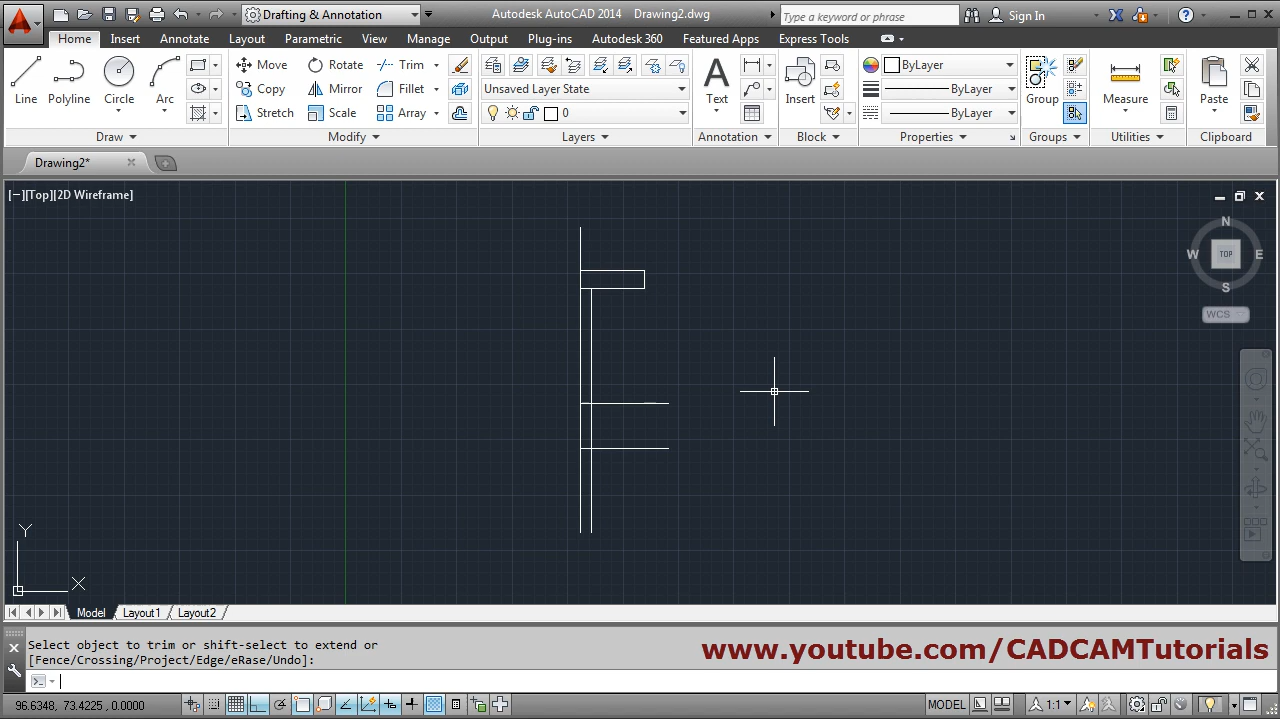 Drafting & Annotation
Autodesk AutoCAD 2014 Drawing2.dwg
Type a keyword or phrase
Sign In
Home Insert Annotate Layout Parametric View Manage Output Plug-ins Autodesk 360 Featured Apps Express Tools
Line
Polyline
Circle
Arc
Draw
Move
Rotate
Trim
Copy
Mirror
Fillet
Stretch
Scale
Array
Modify
Unsaved Layer State
0
Layers
Text
Annotation
Insert
Block
ByLayer
ByLayer
ByLayer
Properties
Group
Groups
Measure
Utilities
Paste
Clipboard
Drawing2*
[−][Top][2D Wireframe]
N
W TOP E
S
WCS
Y
X
Model Layout1 Layout2
Select object to trim or shift-select to extend or
[Fence/Crossing/Project/Edge/eRase/Undo]:
www.youtube.com/CADCAMTutorials
96.6348, 73.4225, 0.0000
MODEL
1:1